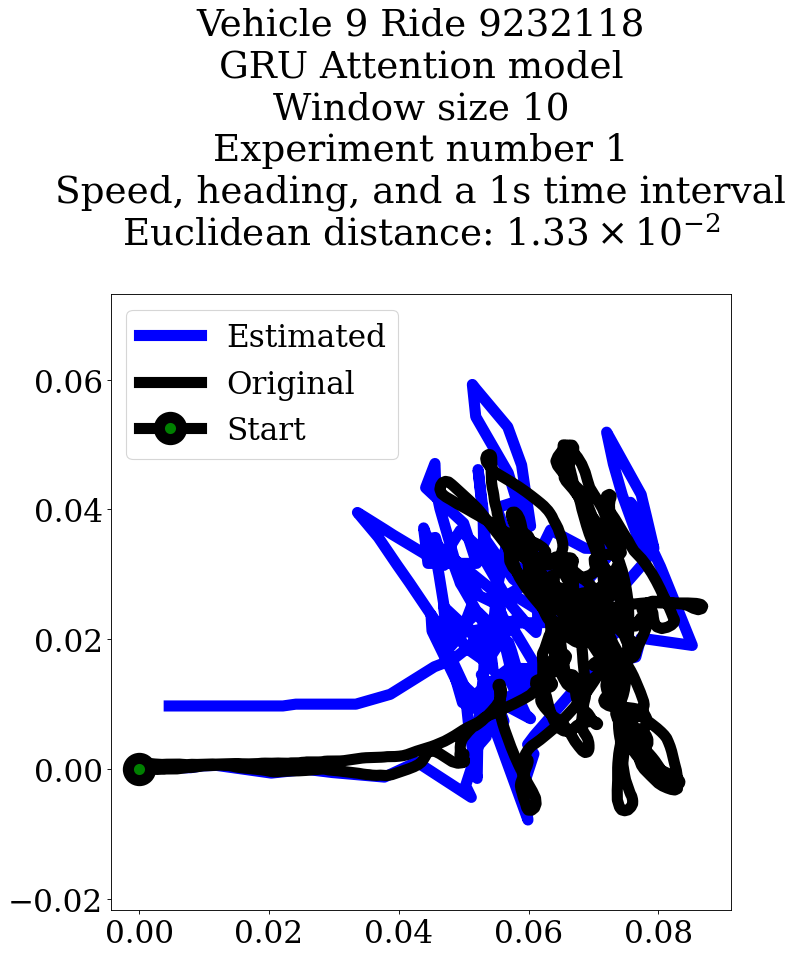 Vehicle 9 Ride 9232118
GRU Attention model
Window size 10
Experiment number 1
Speed, heading, and a 1s time interval
Euclidean distance: 1.33 × 10⁻²
Estimated
Original
Start
0.06
0.04
0.02
0.00
−0.02
0.00 0.02 0.04 0.06 0.08